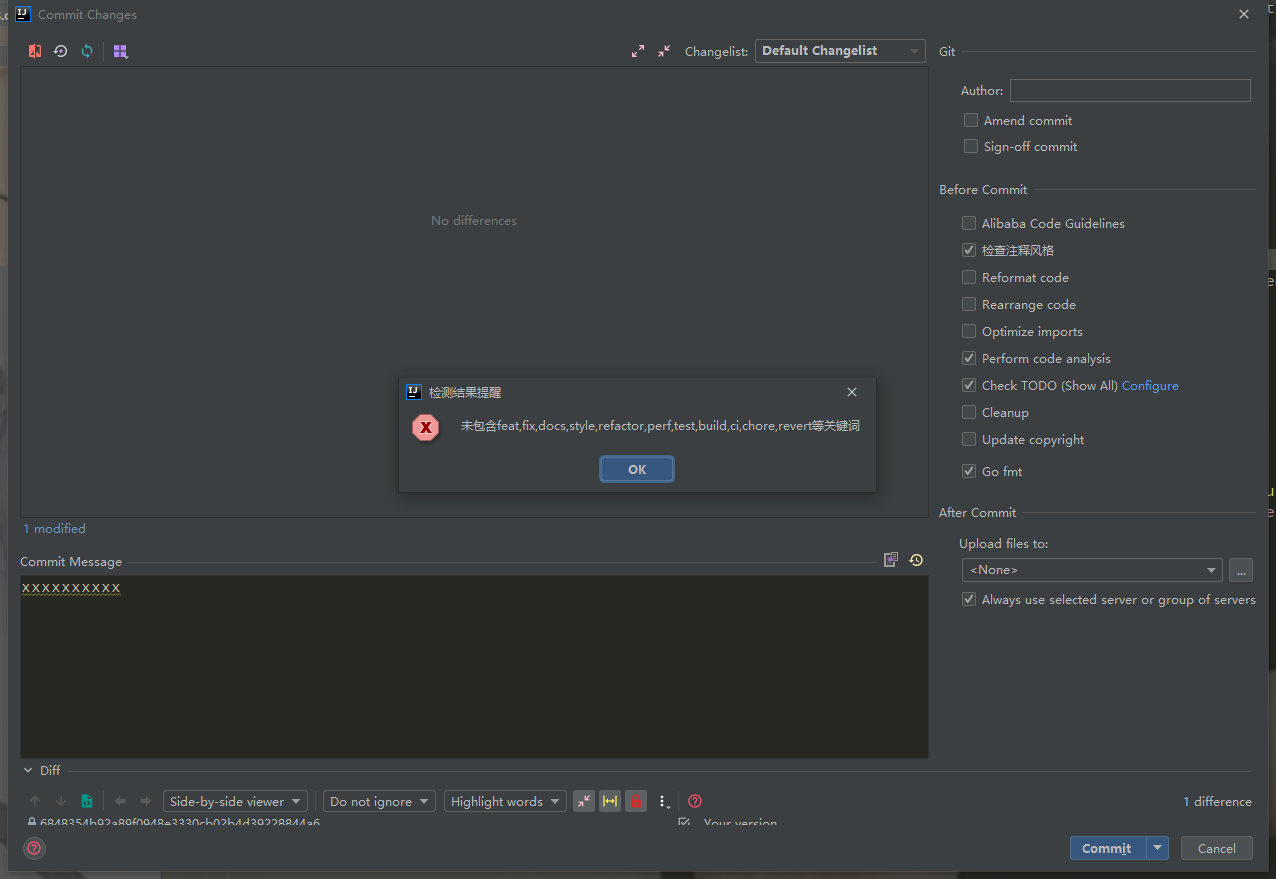 Commit Changes
Changelist: Default Changelist
No differences
1 modified
Commit Message
xxxxxxxxxx
Diff
Side-by-side viewer
Do not ignore
Highlight words
1 difference
6848354b92a89f0948e3330cb02b4d39228844a6
Your version
Git
Author:
Amend commit
Sign-off commit
Before Commit
Alibaba Code Guidelines
检查注释风格
Reformat code
Rearrange code
Optimize imports
Perform code analysis
Check TODO (Show All) Configure
Cleanup
Update copyright
Go fmt
After Commit
Upload files to:
<None>
...
Always use selected server or group of servers
检测结果提醒
未包含feat,fix,docs,style,refactor,perf,test,build,ci,chore,revert等关键词
OK
Commit
Cancel